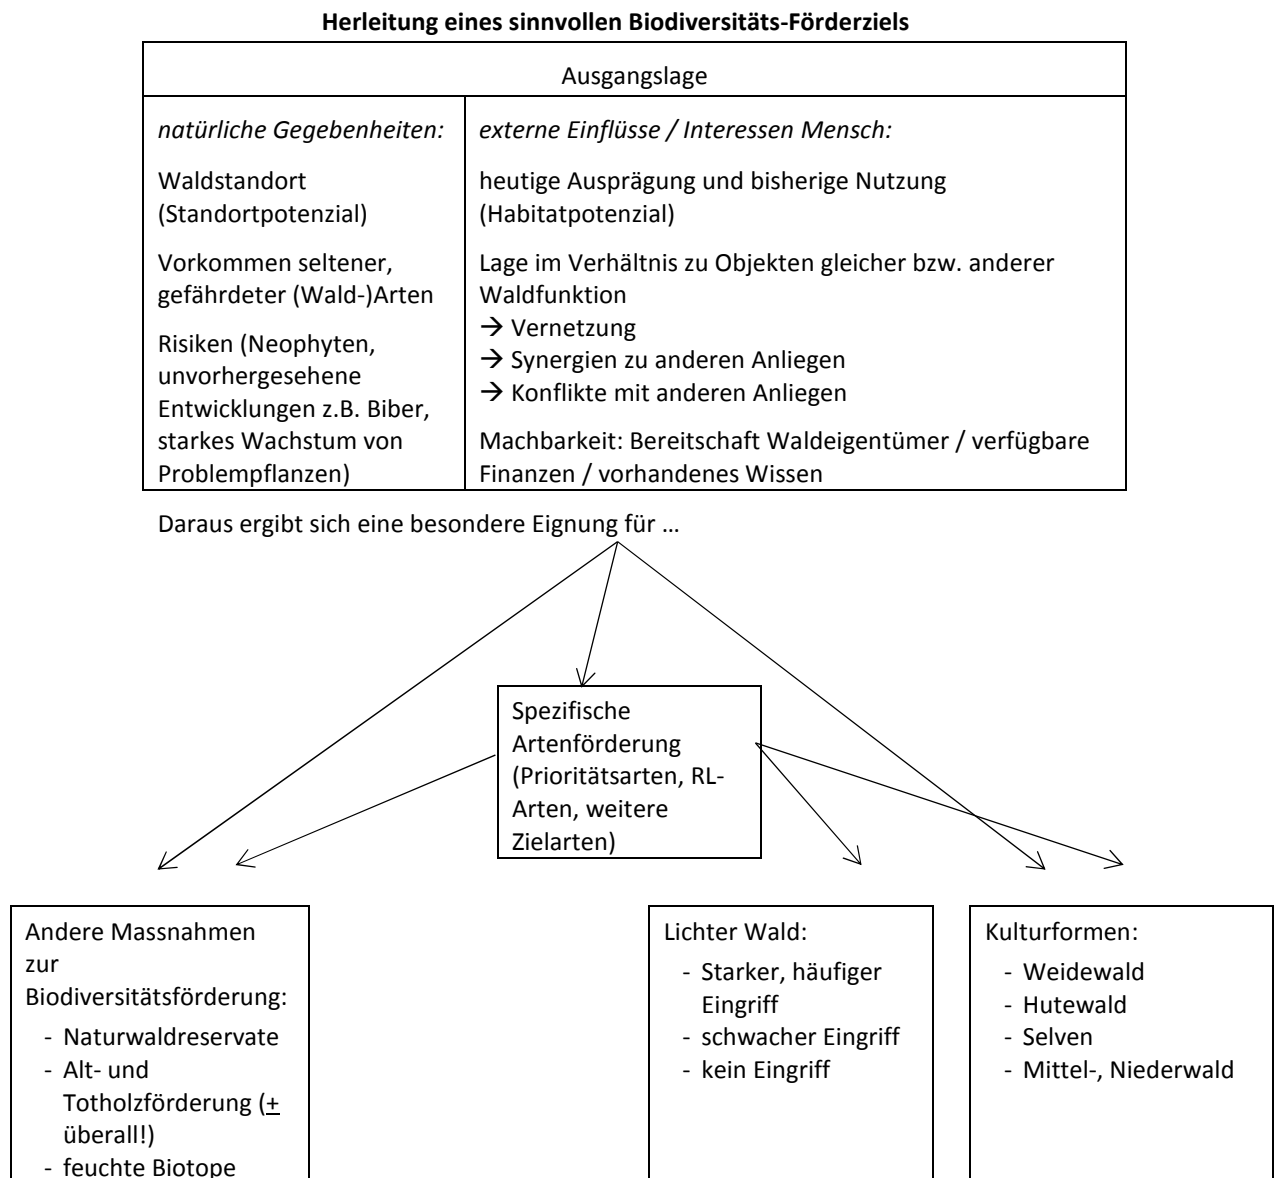 Herleitung eines sinnvollen Biodiversitäts-Förderziels
Ausgangslage
natürliche Gegebenheiten:
Waldstandort
(Standortpotenzial)
Vorkommen seltener,
gefährdeter (Wald-)Arten
Risiken (Neophyten,
unvorhergesehene
Entwicklungen z.B. Biber,
starkes Wachstum von
Problempflanzen)
externe Einflüsse / Interessen Mensch:
heutige Ausprägung und bisherige Nutzung
(Habitatpotenzial)
Lage im Verhältnis zu Objekten gleicher bzw. anderer
Waldfunktion
→ Vernetzung
→ Synergien zu anderen Anliegen
→ Konflikte mit anderen Anliegen
Machbarkeit: Bereitschaft Waldeigentümer / verfügbare
Finanzen / vorhandenes Wissen
Daraus ergibt sich eine besondere Eignung für …
Spezifische
Artenförderung
(Prioritätsarten, RL-
Arten, weitere
Zielarten)
Andere Massnahmen
zur
Biodiversitätsförderung:
- Naturwaldreservate
- Alt- und
Totholzförderung (+
überall!)
- feuchte Biotope
Lichter Wald:
- Starker, häufiger
Eingriff
- schwacher Eingriff
- kein Eingriff
Kulturformen:
- Weidewald
- Hutewald
- Selven
- Mittel-, Niederwald